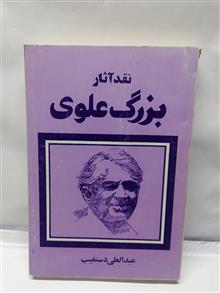 نقد آثار
بزرگ علوی
عبدالعلی دستغیب